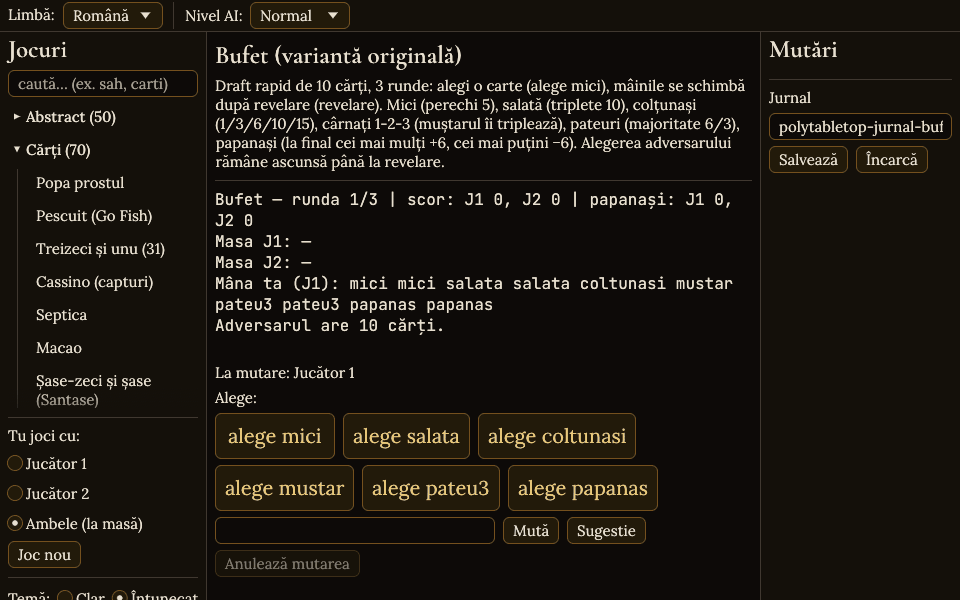 Limbă: Română ▼ Nivel AI: Normal ▼
Jocuri
caută... (ex. sah, carti)
▸ Abstract (50)
▾ Cărți (70)
Popa prostul
Pescuit (Go Fish)
Treizeci și unu (31)
Cassino (capturi)
Septica
Macao
Șase-zeci și șase
(Santase)
Tu joci cu:
Jucător 1
Jucător 2
Ambele (la masă)
Joc nou
Temă: Clar Întunecat
Bufet (variantă originală)
Draft rapid de 10 cărți, 3 runde: alegi o carte (alege mici), mâinile se schimbă
după revelare (revelare). Mici (perechi 5), salată (triplete 10), colțunași
(1/3/6/10/15), cârnați 1-2-3 (muștarul îi triplează), pateuri (majoritate 6/3),
papanași (la final cei mai mulți +6, cei mai puțini −6). Alegerea adversarului
rămâne ascunsă până la revelare.
Bufet — runda 1/3 | scor: J1 0, J2 0 | papanași: J1 0,
J2 0
Masa J1: —
Masa J2: —
Mâna ta (J1): mici mici salata salata coltunasi mustar
pateu3 pateu3 papanas papanas
Adversarul are 10 cărți.
La mutare: Jucător 1
Alege:
alege mici alege salata alege coltunasi
alege mustar alege pateu3 alege papanas
Mută Sugestie
Anulează mutarea
Mutări
Jurnal
polytabletop-jurnal-buf
Salvează Încarcă